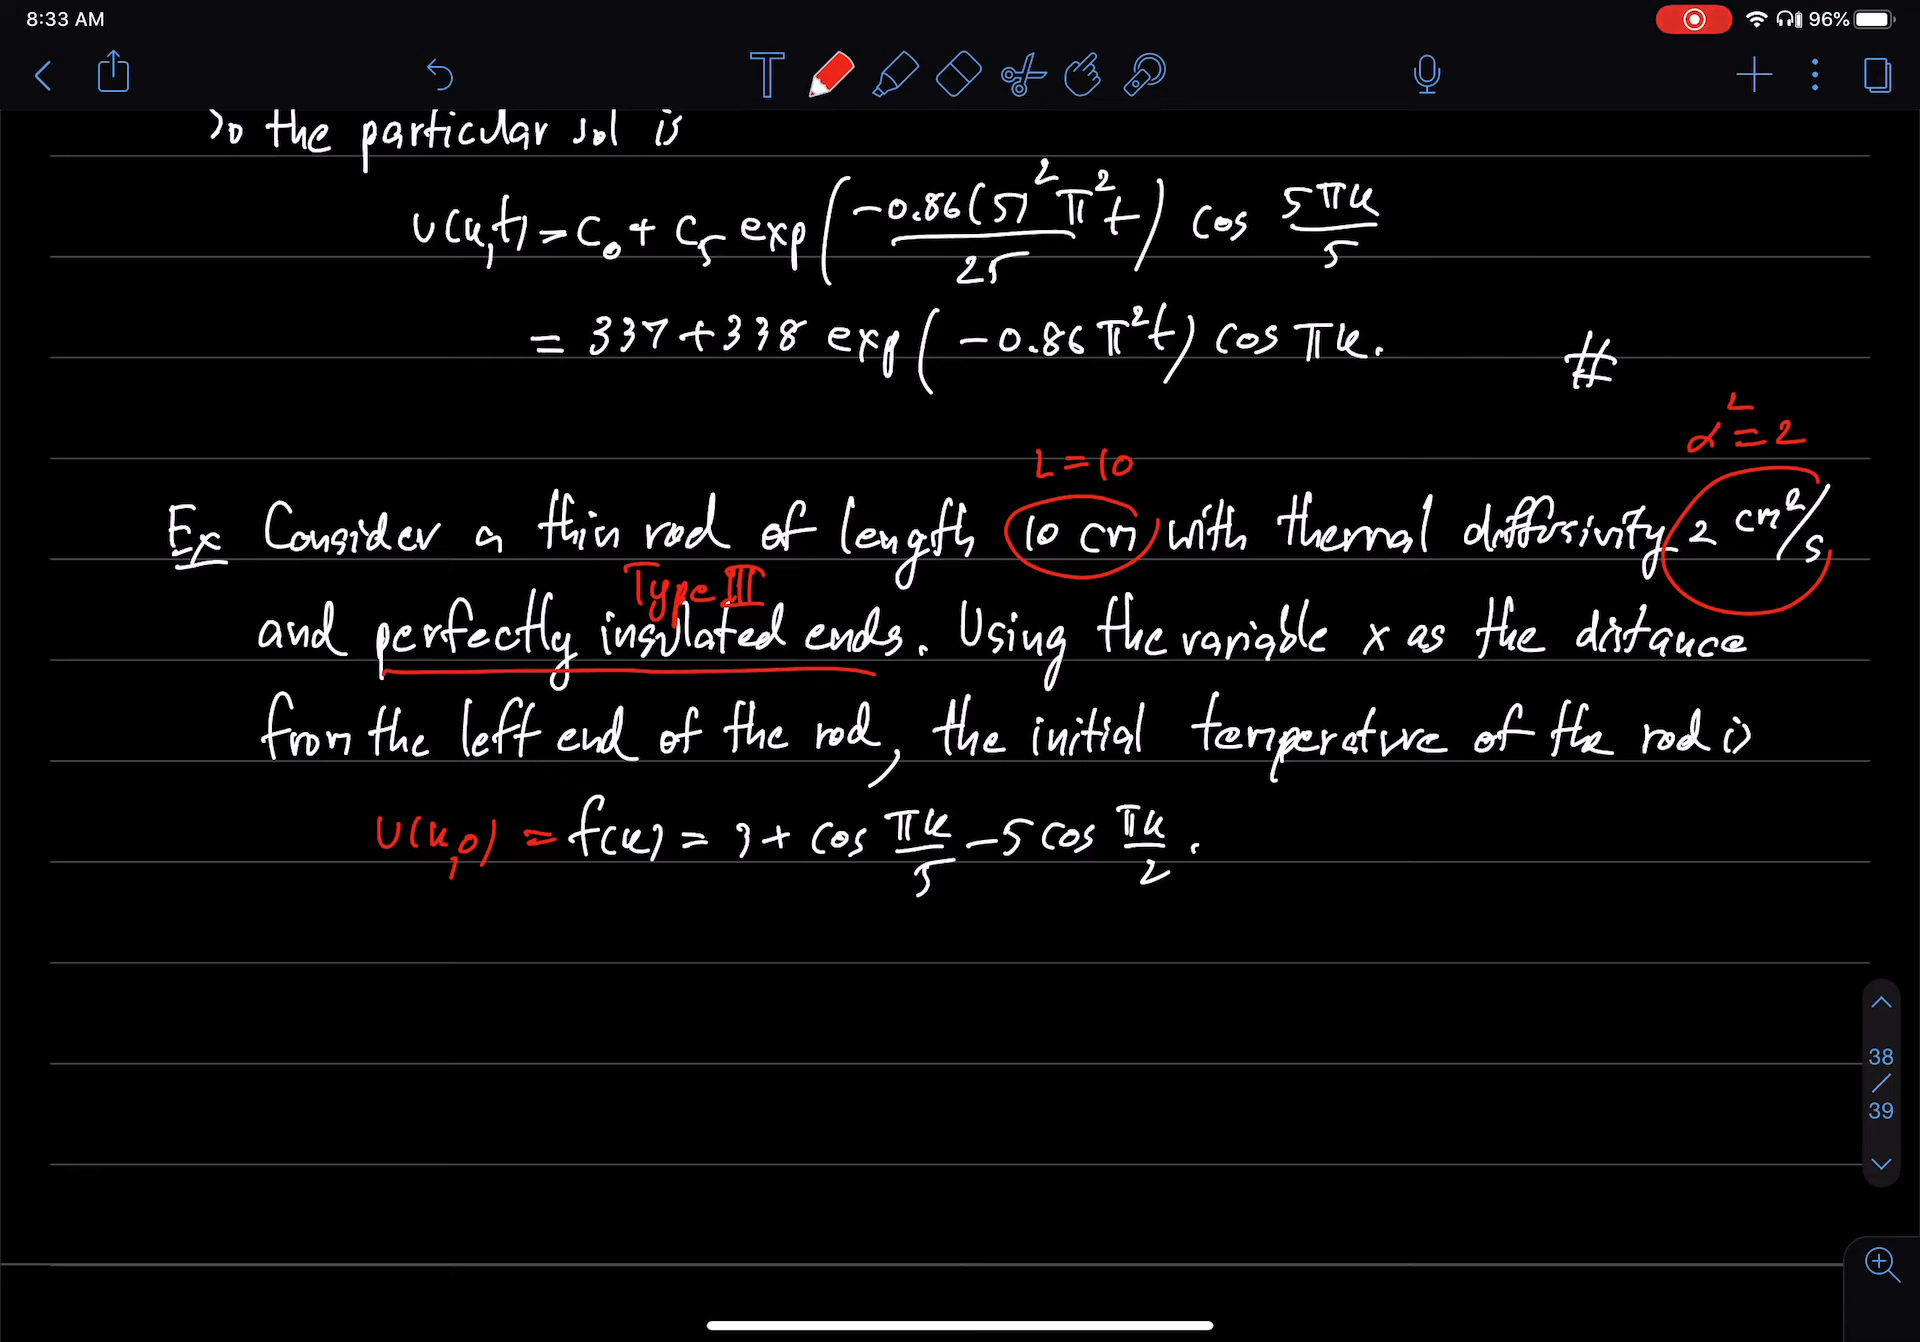 8:33 AM
96%
So the particular sol is
u(x,t) = C₀ + C₅ exp(-0.86(5)²π²t/25) cos 5πx/5
= 337 + 338 exp(-0.86π²t) cos πx. #
α² = 2
L = 10
Ex Consider a thin rod of length 10 cm with thermal diffusivity 2 cm²/s
Type III
and perfectly insulated ends. Using the variable x as the distance
from the left end of the rod, the initial temperature of the rod is
u(x,0) = f(x) = 3 + cos πx/5 - 5 cos πx/2.
38
/
39